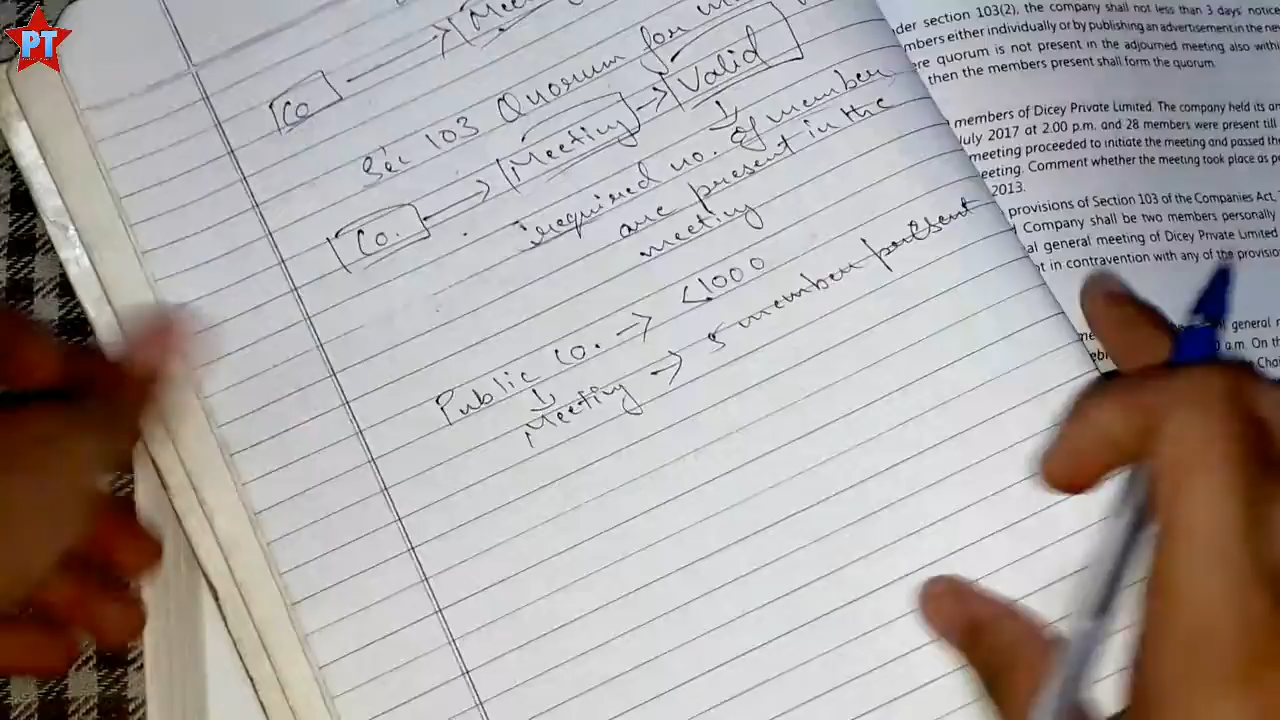 PT
Meet
Co
Sec 103 Quorum for
Co. → Meeting → Valid
required no. of member
are present in the
meeting
Public Co. → <1000
Meeting → 5 member present
der section 103(2), the company shall not less than 3 days' notice
mbers either individually or by publishing an advertisement in the ne
re quorum is not present in the adjourned meeting also with
then the members present shall form the quorum.
members of Dicey Private Limited. The company held its an
July 2017 at 2.00 p.m. and 28 members were present till
meeting proceeded to initiate the meeting and passed the
eeting. Comment whether the meeting took place as p
2013.
provisions of Section 103 of the Companies Act,
Company shall be two members personally
al general meeting of Dicey Private Limited
t in contravention with any of the provisio
general
a.m. On th
Cha